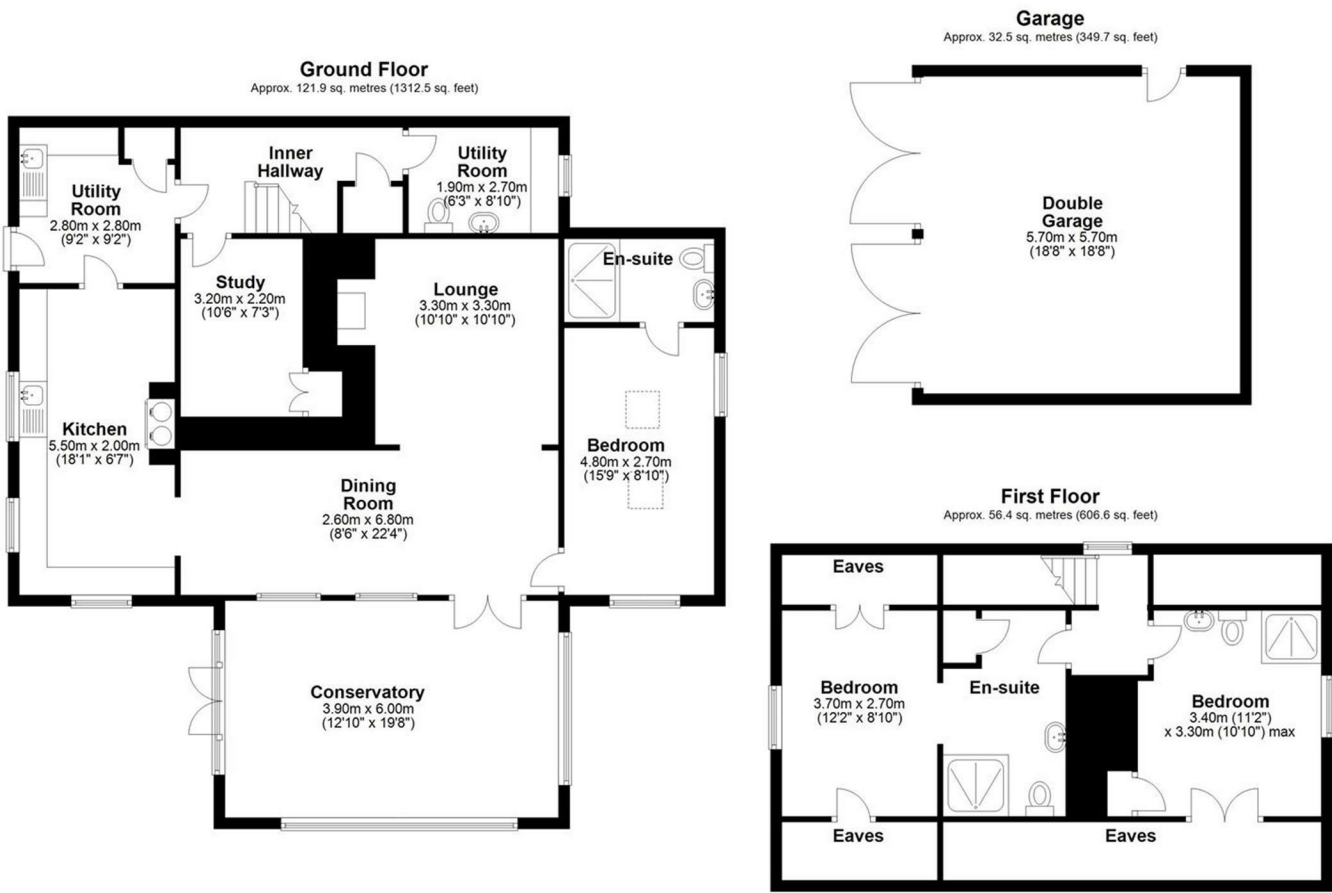 Ground Floor
Approx. 121.9 sq. metres (1312.5 sq. feet)
Utility
Room
2.80m x 2.80m
(9'2" x 9'2")
Inner
Hallway
Utility
Room
1.90m x 2.70m
(6'3" x 8'10")
Study
3.20m x 2.20m
(10'6" x 7'3")
Lounge
3.30m x 3.30m
(10'10" x 10'10")
En-suite
Kitchen
5.50m x 2.00m
(18'1" x 6'7")
Dining
Room
2.60m x 6.80m
(8'6" x 22'4")
Bedroom
4.80m x 2.70m
(15'9" x 8'10")
Conservatory
3.90m x 6.00m
(12'10" x 19'8")
Garage
Approx. 32.5 sq. metres (349.7 sq. feet)
Double
Garage
5.70m x 5.70m
(18'8" x 18'8")
First Floor
Approx. 56.4 sq. metres (606.6 sq. feet)
Eaves
Bedroom
3.70m x 2.70m
(12'2" x 8'10")
En-suite
Bedroom
3.40m (11'2")
x 3.30m (10'10") max
Eaves
Eaves